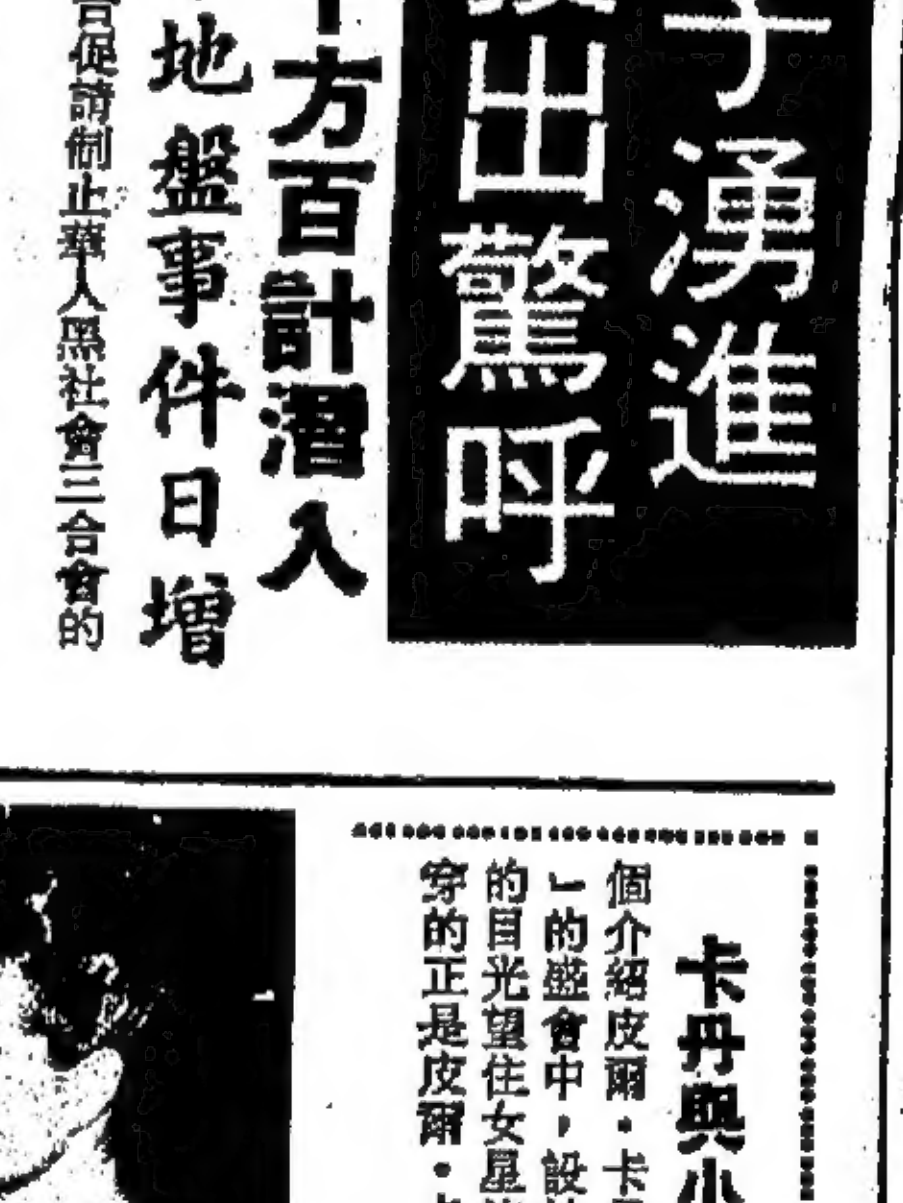 湧進
出驚呼
方百計潛入
地盤事件日增
促請制止華人黑社會三合會的
卡丹與小
個介紹皮爾·卡
」的盛會中,設
的目光望住女星
穿的正是皮爾·